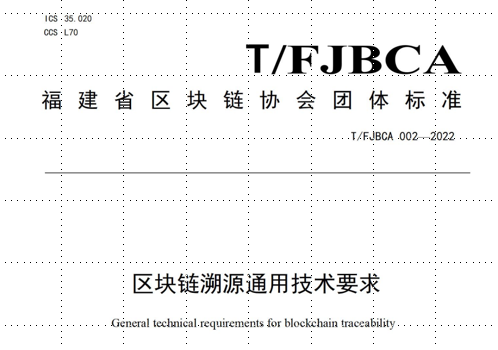 ICS 35.020
CCS L70
T/FJBCA
福建省区块链协会团体标准
T/FJBCA 002—2022
区块链溯源通用技术要求
General technical requirements for blockchain traceability